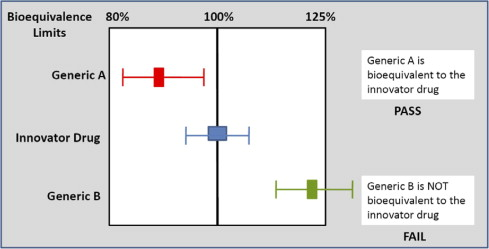 Bioequivalence
Limits
80%
100%
125%
Generic A
Generic A is
bioequivalent to the
innovator drug
PASS
Innovator Drug
Generic B
Generic B is NOT
bioequivalent to the
innovator drug
FAIL